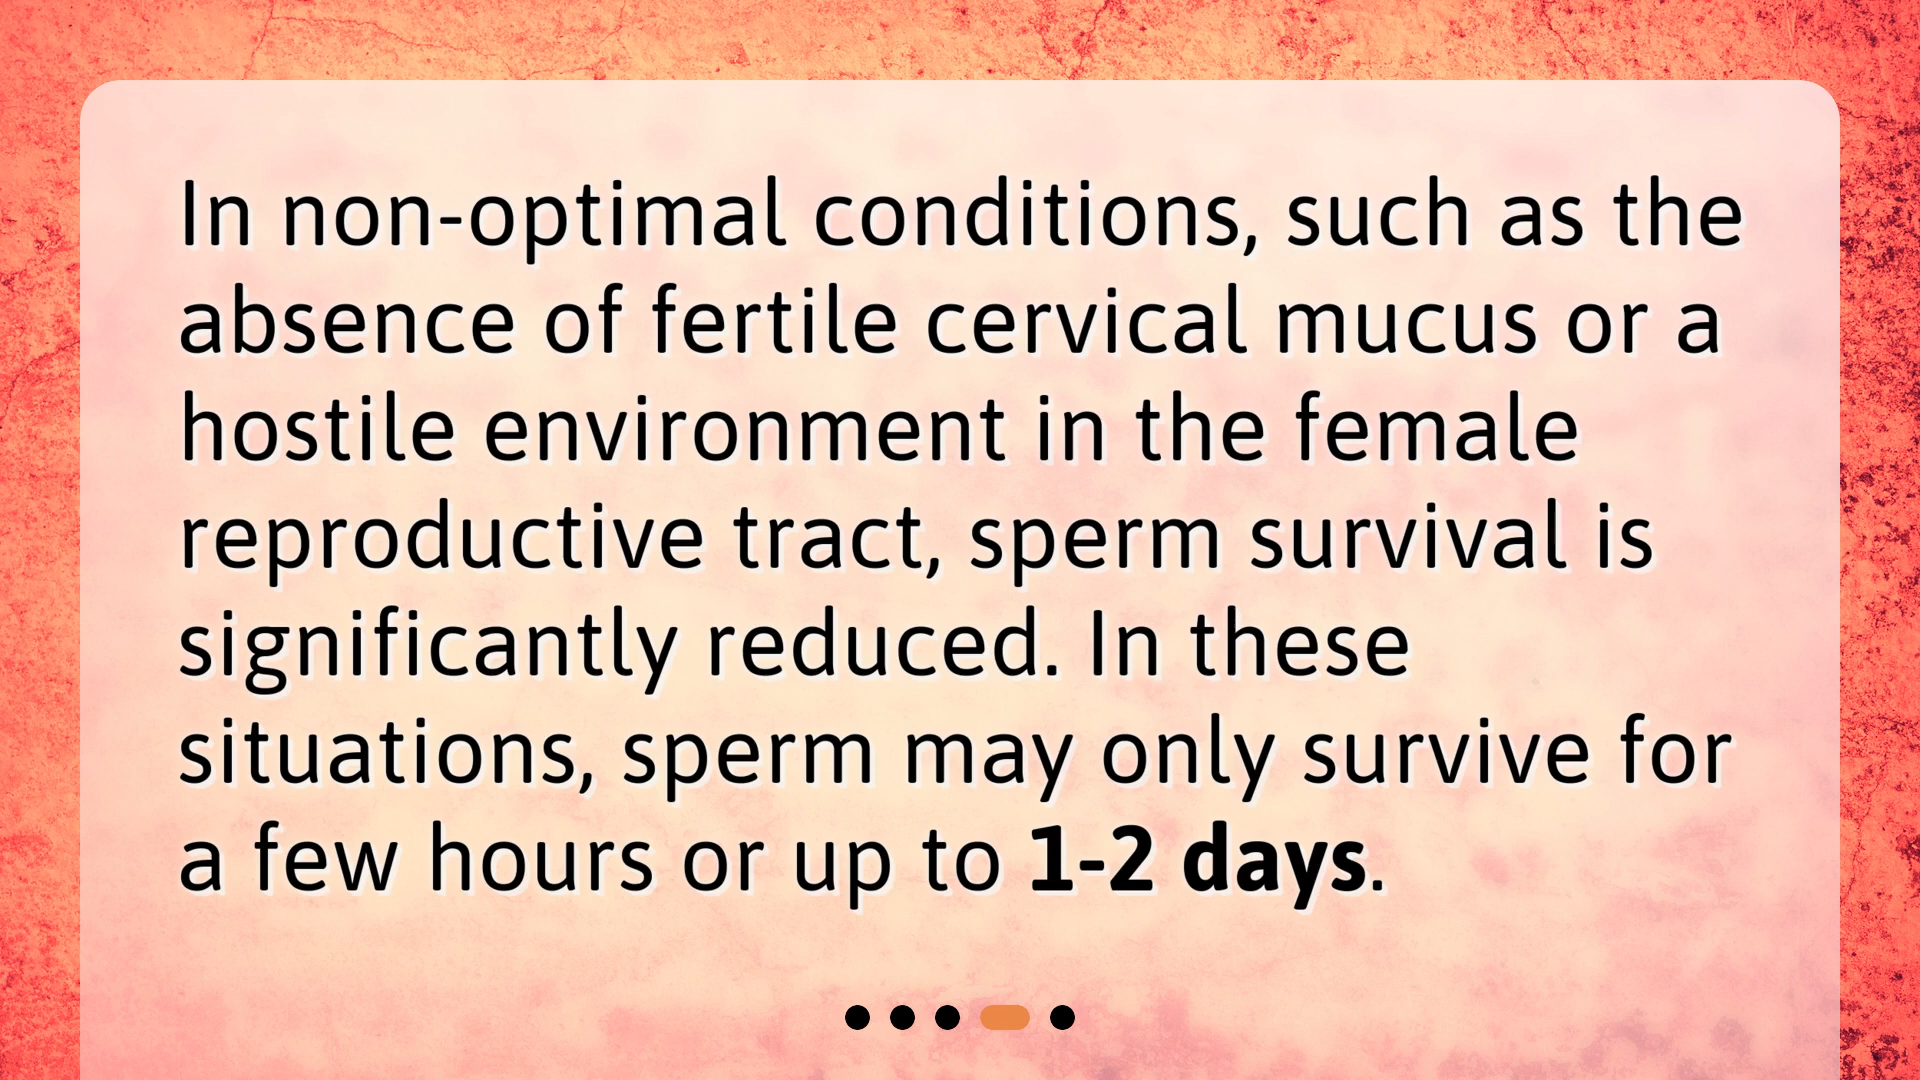 In non-optimal conditions, such as the
absence of fertile cervical mucus or a
hostile environment in the female
reproductive tract, sperm survival is
significantly reduced. In these
situations, sperm may only survive for
a few hours or up to 1-2 days.